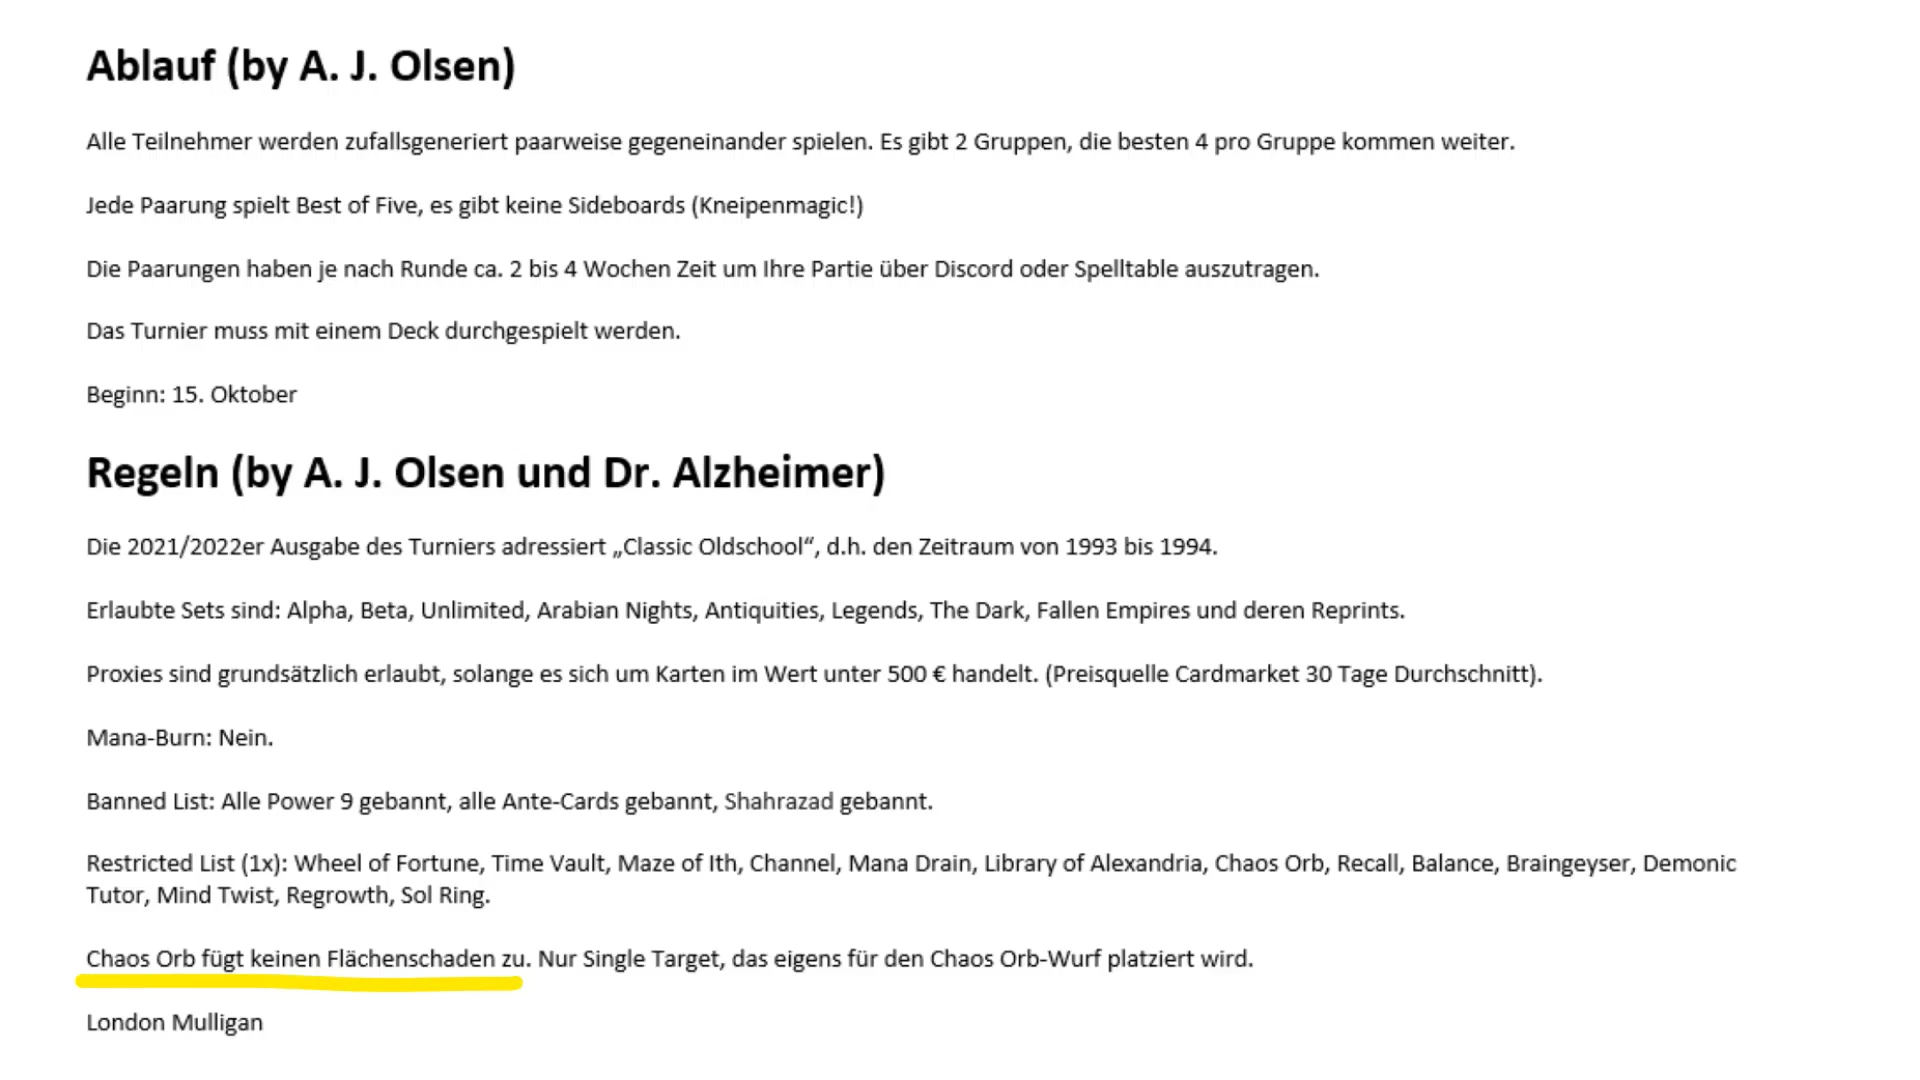 Ablauf (by A. J. Olsen)
Alle Teilnehmer werden zufallsgeneriert paarweise gegeneinander spielen. Es gibt 2 Gruppen, die besten 4 pro Gruppe kommen weiter.
Jede Paarung spielt Best of Five, es gibt keine Sideboards (Kneipenmagic!)
Die Paarungen haben je nach Runde ca. 2 bis 4 Wochen Zeit um Ihre Partie über Discord oder Spelltable auszutragen.
Das Turnier muss mit einem Deck durchgespielt werden.
Beginn: 15. Oktober
Regeln (by A. J. Olsen und Dr. Alzheimer)
Die 2021/2022er Ausgabe des Turniers adressiert „Classic Oldschool“, d.h. den Zeitraum von 1993 bis 1994.
Erlaubte Sets sind: Alpha, Beta, Unlimited, Arabian Nights, Antiquities, Legends, The Dark, Fallen Empires und deren Reprints.
Proxies sind grundsätzlich erlaubt, solange es sich um Karten im Wert unter 500 € handelt. (Preisquelle Cardmarket 30 Tage Durchschnitt).
Mana-Burn: Nein.
Banned List: Alle Power 9 gebannt, alle Ante-Cards gebannt, Shahrazad gebannt.
Restricted List (1x): Wheel of Fortune, Time Vault, Maze of Ith, Channel, Mana Drain, Library of Alexandria, Chaos Orb, Recall, Balance, Braingeyser, Demonic
Tutor, Mind Twist, Regrowth, Sol Ring.
Chaos Orb fügt keinen Flächenschaden zu. Nur Single Target, das eigens für den Chaos Orb-Wurf platziert wird.
London Mulligan